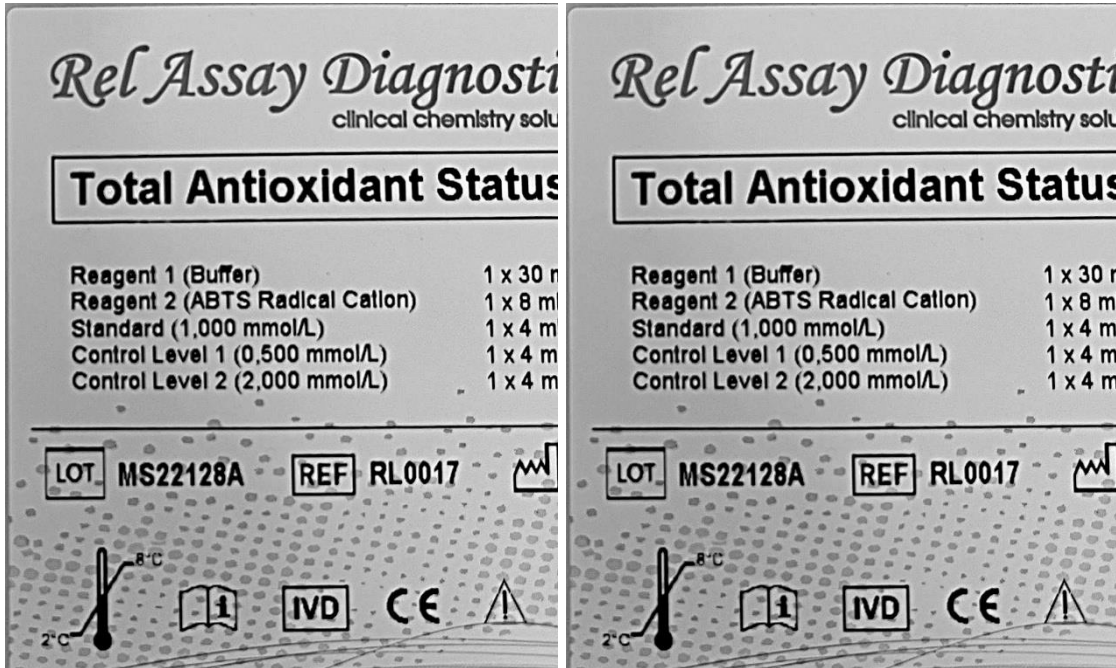 Rel Assay Diagnosti
clinical chemistry solu
Total Antioxidant Status
Reagent 1 (Buffer) 1 x 30 m
Reagent 2 (ABTS Radical Cation) 1 x 8 ml
Standard (1,000 mmol/L) 1 x 4 m
Control Level 1 (0,500 mmol/L) 1 x 4 m
Control Level 2 (2,000 mmol/L) 1 x 4 m
LOT MS22128A REF RL0017
8°C
i IVD CE !
2°C
Rel Assay Diagnosti
clinical chemistry solu
Total Antioxidant Status
Reagent 1 (Buffer) 1 x 30 m
Reagent 2 (ABTS Radical Cation) 1 x 8 m
Standard (1,000 mmol/L) 1 x 4 m
Control Level 1 (0,500 mmol/L) 1 x 4 m
Control Level 2 (2,000 mmol/L) 1 x 4 m
LOT MS22128A REF RL0017
8°C
i IVD CE !
2°C